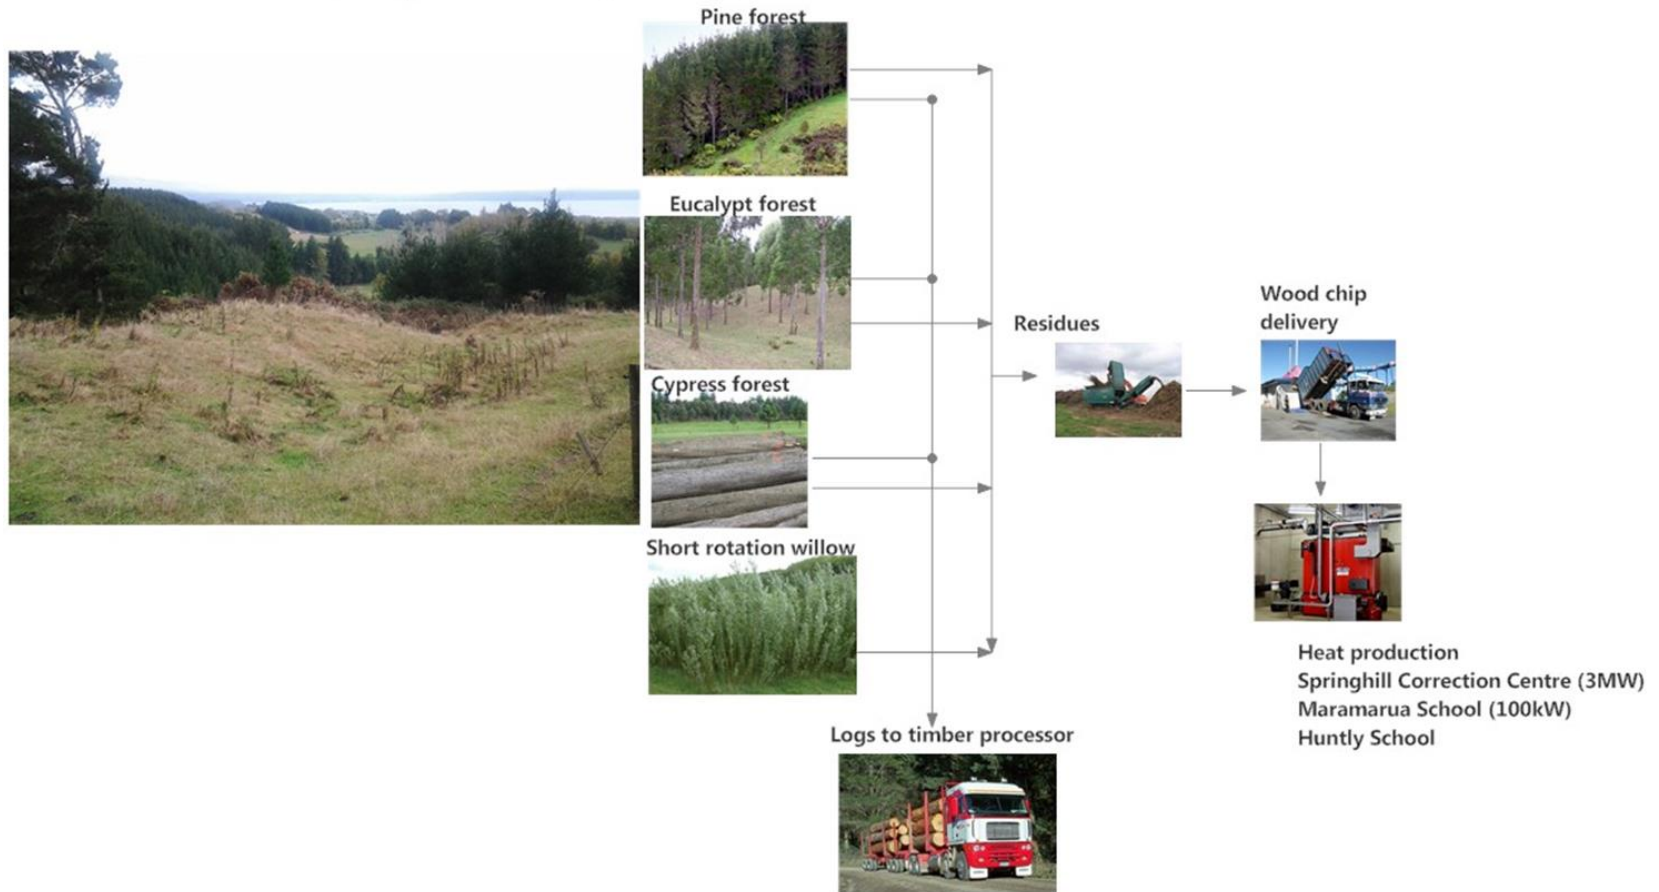 Pine forest
Eucalypt forest
Cypress forest
Short rotation willow
Logs to timber processor
Residues
Wood chip
delivery
Heat production
Springhill Correction Centre (3MW)
Maramarua School (100kW)
Huntly School